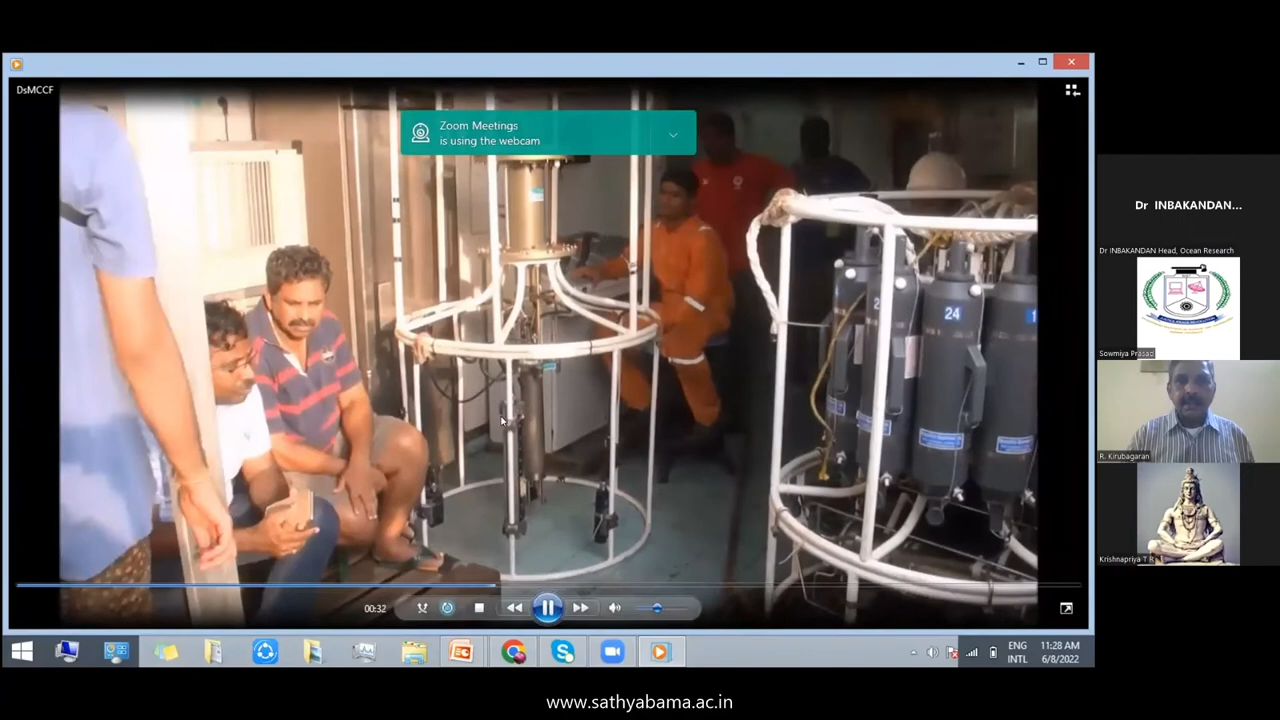 DsMCCF
Zoom Meetings
is using the webcam
24
00:32
ENG
INTL
11:28 AM
6/8/2022
Dr INBAKANDAN...
Dr INBAKANDAN Head, Ocean Research
Sowmiya Prasad
R. Kirubagaran
Krishnapriya T R
www.sathyabama.ac.in